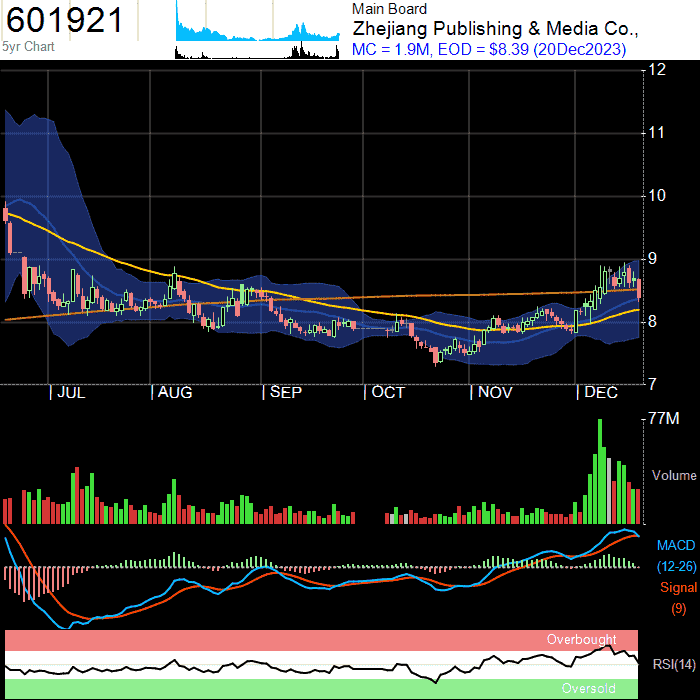 601921
5yr Chart
Main Board
Zhejiang Publishing & Media Co.,
MC = 1.9M, EOD = $8.39 (20Dec2023)
12
11
10
9
8
7
JUL
AUG
SEP
OCT
NOV
DEC
77M
Volume
MACD
(12-26)
Signal
(9)
Overbought
RSI(14)
Oversold